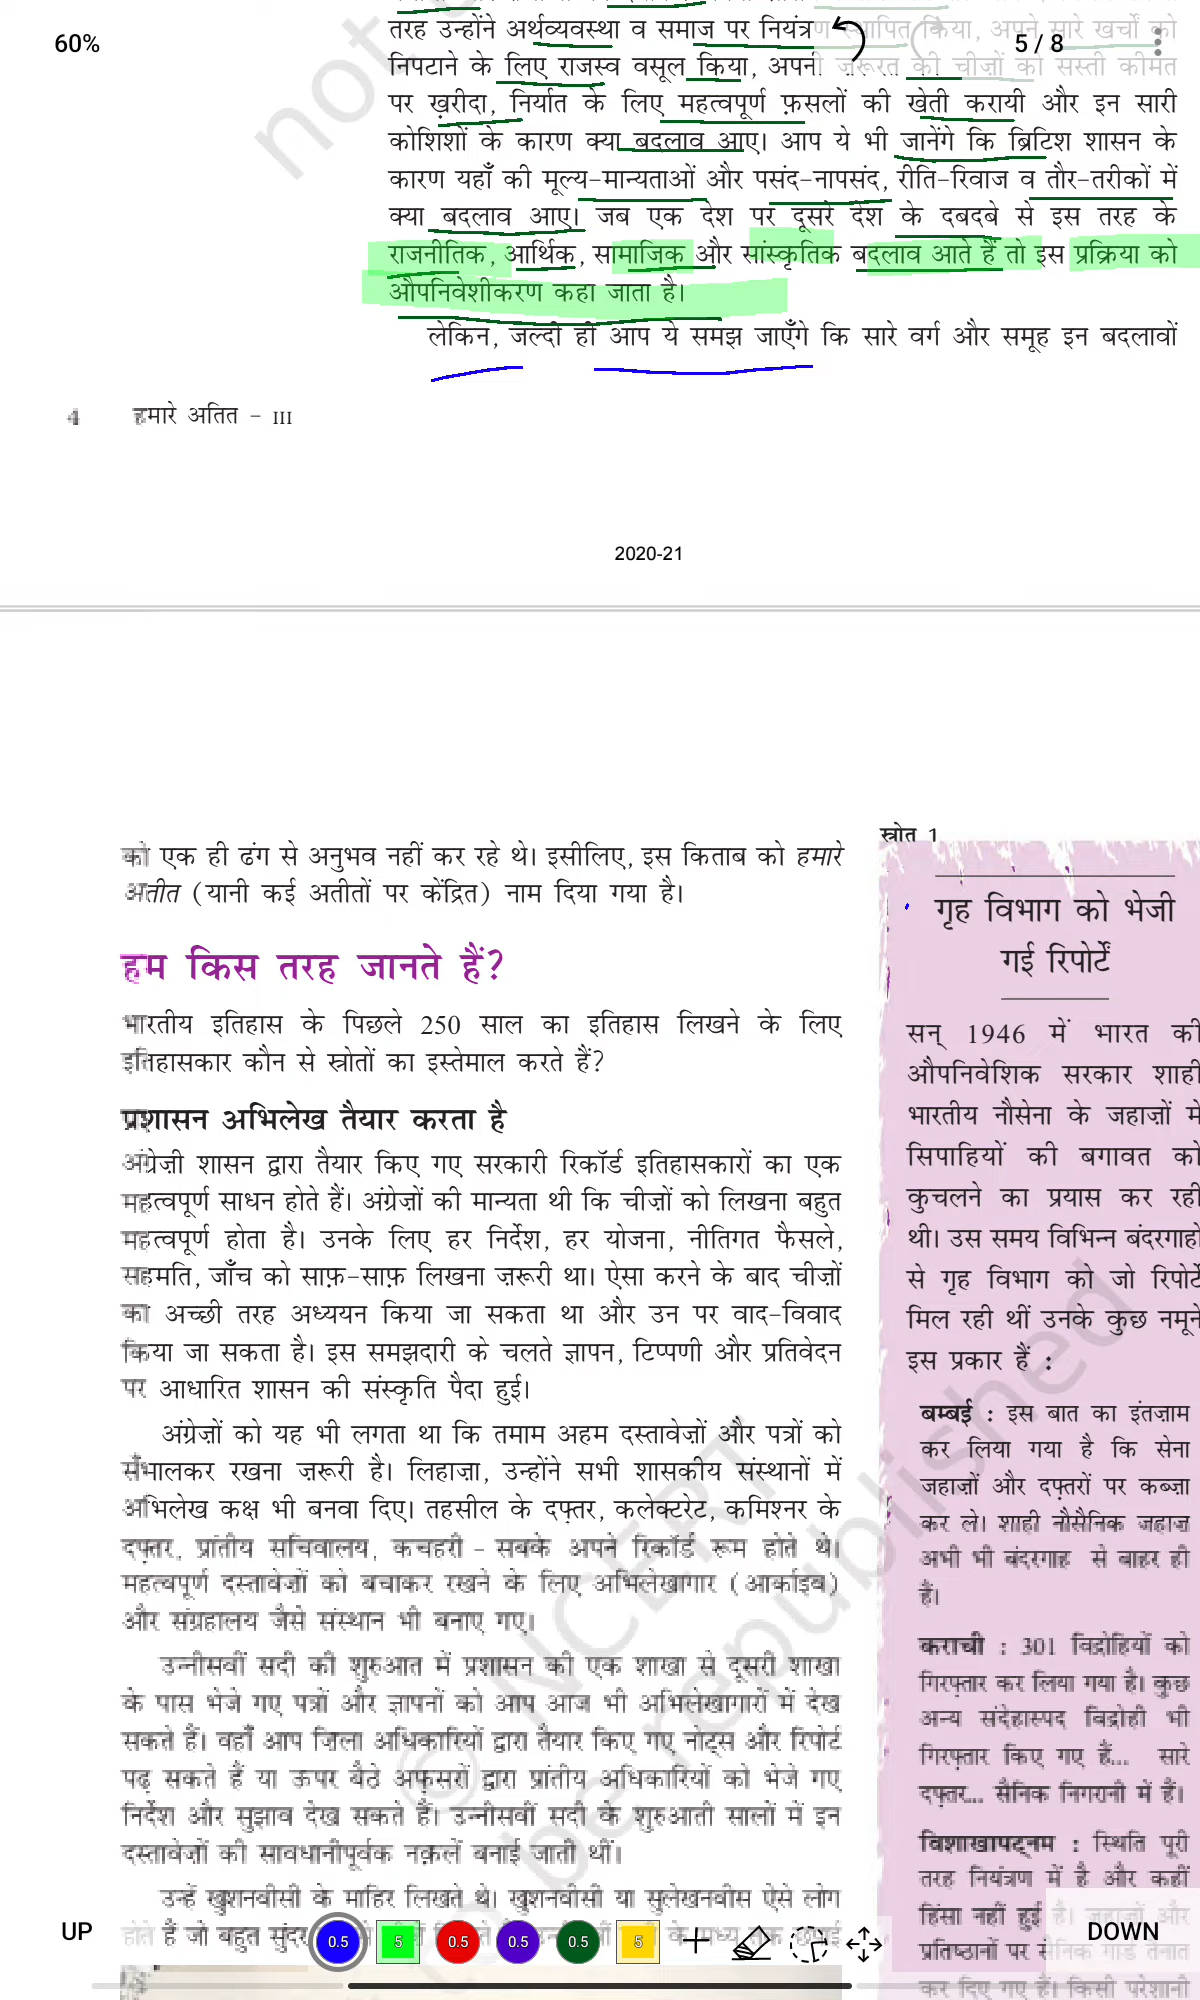 60%
5 / 8
तरह उन्होंने अर्थव्यवस्था व समाज पर नियंत्रण स्थापित किया, अपने सारे खर्चों को
निपटाने के लिए राजस्व वसूल किया, अपनी ज़रूरत की चीज़ों को सस्ती कीमत
पर ख़रीदा, निर्यात के लिए महत्वपूर्ण फ़सलों की खेती करायी और इन सारी
कोशिशों के कारण क्या बदलाव आए। आप ये भी जानेंगे कि ब्रिटिश शासन के
कारण यहाँ की मूल्य-मान्यताओं और पसंद-नापसंद, रीति-रिवाज व तौर-तरीकों में
क्या बदलाव आए। जब एक देश पर दूसरे देश के दबदबे से इस तरह के
राजनीतिक, आर्थिक, सामाजिक और सांस्कृतिक बदलाव आते हैं तो इस प्रक्रिया को
औपनिवेशीकरण कहा जाता है।
लेकिन, जल्दी ही आप ये समझ जाएँगे कि सारे वर्ग और समूह इन बदलावों
4 हमारे अतित – III
2020-21
को एक ही ढंग से अनुभव नहीं कर रहे थे। इसीलिए, इस किताब को हमारे
अतीत (यानी कई अतीतों पर केंद्रित) नाम दिया गया है।
हम किस तरह जानते हैं?
भारतीय इतिहास के पिछले 250 साल का इतिहास लिखने के लिए
इतिहासकार कौन से स्रोतों का इस्तेमाल करते हैं?
प्रशासन अभिलेख तैयार करता है
अंग्रेज़ी शासन द्वारा तैयार किए गए सरकारी रिकॉर्ड इतिहासकारों का एक
महत्वपूर्ण साधन होते हैं। अंग्रेज़ों की मान्यता थी कि चीज़ों को लिखना बहुत
महत्वपूर्ण होता है। उनके लिए हर निर्देश, हर योजना, नीतिगत फैसले,
सहमति, जाँच को साफ़-साफ़ लिखना ज़रूरी था। ऐसा करने के बाद चीज़ों
का अच्छी तरह अध्ययन किया जा सकता था और उन पर वाद-विवाद
किया जा सकता है। इस समझदारी के चलते ज्ञापन, टिप्पणी और प्रतिवेदन
पर आधारित शासन की संस्कृति पैदा हुई।
अंग्रेज़ों को यह भी लगता था कि तमाम अहम दस्तावेज़ों और पत्रों को
सँभालकर रखना ज़रूरी है। लिहाज़ा, उन्होंने सभी शासकीय संस्थानों में
अभिलेख कक्ष भी बनवा दिए। तहसील के दफ़्तर, कलेक्टरेट, कमिश्नर के
दफ़्तर, प्रांतीय सचिवालय, कचहरी – सबके अपने रिकॉर्ड रूम होते थे।
महत्वपूर्ण दस्तावेज़ों को बचाकर रखने के लिए अभिलेखागार (आर्काइव)
और संग्रहालय जैसे संस्थान भी बनाए गए।
उन्नीसवीं सदी की शुरुआत में प्रशासन की एक शाखा से दूसरी शाखा
के पास भेजे गए पत्रों और ज्ञापनों को आप आज भी अभिलेखागारों में देख
सकते हैं। वहाँ आप ज़िला अधिकारियों द्वारा तैयार किए गए नोट्स और रिपोर्ट
पढ़ सकते हैं या ऊपर बैठे अफ़सरों द्वारा प्रांतीय अधिकारियों को भेजे गए
निर्देश और सुझाव देख सकते हैं। उन्नीसवीं सदी के शुरुआती सालों में इन
दस्तावेज़ों की सावधानीपूर्वक नक़लें बनाई जाती थीं।
उन्हें खुशनवीसी के माहिर लिखते थे। खुशनवीसी या सुलेखनवीस ऐसे लोग
होते हैं जो बहुत सुंदर के मध्य तक छपाई
स्रोत 1
गृह विभाग को भेजी
गई रिपोर्टें
सन् 1946 में भारत की
औपनिवेशिक सरकार शाही
भारतीय नौसेना के जहाज़ों में
सिपाहियों की बगावत को
कुचलने का प्रयास कर रही
थी। उस समय विभिन्न बंदरगाहों
से गृह विभाग को जो रिपोर्टें
मिल रही थीं उनके कुछ नमूने
इस प्रकार हैं :
बम्बई : इस बात का इंतज़ाम
कर लिया गया है कि सेना
जहाज़ों और दफ़्तरों पर कब्ज़ा
कर ले। शाही नौसैनिक जहाज़
अभी भी बंदरगाह से बाहर ही
हैं।
कराची : 301 विद्रोहियों को
गिरफ़्तार कर लिया गया है। कुछ
अन्य संदेहास्पद विद्रोही भी
गिरफ़्तार किए गए हैं... सारे
दफ़्तर... सैनिक निगरानी में हैं।
विशाखापट्नम : स्थिति पूरी
तरह नियंत्रण में है और कहीं
हिंसा नहीं हुई है। जहाज़ों और
प्रतिष्ठानों पर सैनिक गार्ड तैनात
कर दिए गए हैं। किसी परेशानी
© NCERT
not to be republished
UP
0.5
5
0.5
0.5
0.5
5
DOWN